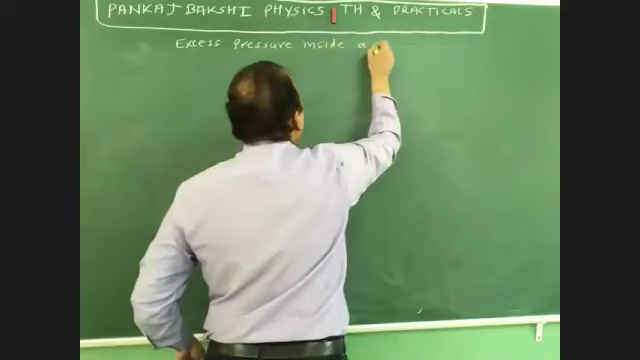 PANKAJ BAKSHI PHYSICS TH & PRACTICALS
Excess Pressure inside a